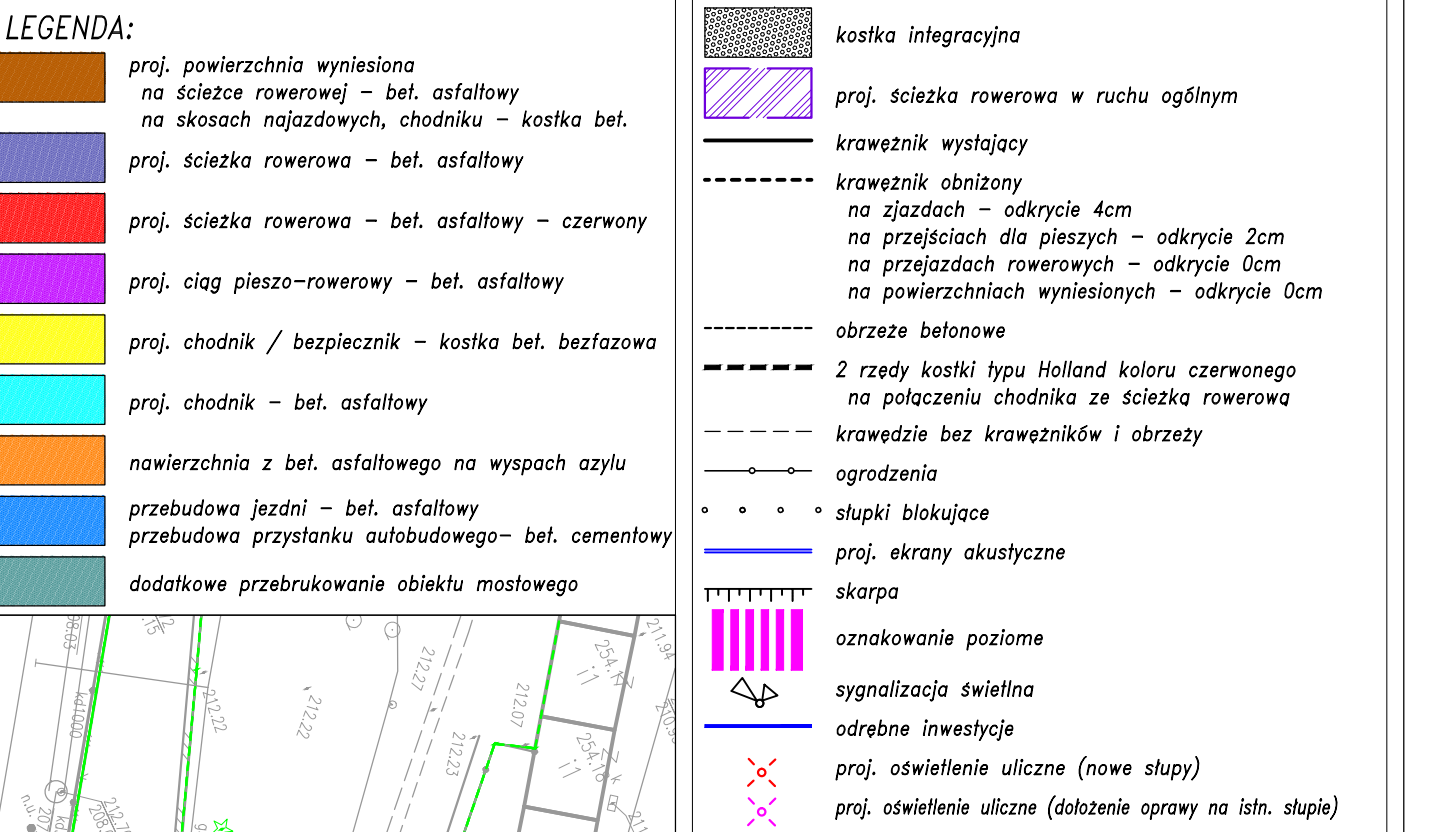 LEGENDA:
proj. powierzchnia wyniesiona
na ścieżce rowerowej – bet. asfaltowy
na skosach najazdowych, chodniku – kostka bet.
proj. ścieżka rowerowa – bet. asfaltowy
proj. ścieżka rowerowa – bet. asfaltowy – czerwony
proj. ciąg pieszo–rowerowy – bet. asfaltowy
proj. chodnik / bezpiecznik – kostka bet. bezfazowa
proj. chodnik – bet. asfaltowy
nawierzchnia z bet. asfaltowego na wyspach azylu
przebudowa jezdni – bet. asfaltowy
przebudowa przystanku autobudowego– bet. cementowy
dodatkowe przebrukowanie obiektu mostowego
kostka integracyjna
proj. ścieżka rowerowa w ruchu ogólnym
krawężnik wystający
krawężnik obniżony
na zjazdach – odkrycie 4cm
na przejściach dla pieszych – odkrycie 2cm
na przejazdach rowerowych – odkrycie 0cm
na powierzchniach wyniesionych – odkrycie 0cm
obrzeże betonowe
2 rzędy kostki typu Holland koloru czerwonego
na połączeniu chodnika ze ścieżką rowerową
krawędzie bez krawężników i obrzeży
ogrodzenia
słupki blokujące
proj. ekrany akustyczne
skarpa
oznakowanie poziome
sygnalizacja świetlna
odrębne inwestycje
proj. oświetlenie uliczne (nowe słupy)
proj. oświetlenie uliczne (dołożenie oprawy na istn. słupie)
kd1000
212.22
212.22
212.27
212.23
212.07
211.94
i1
i1
k
n.u.